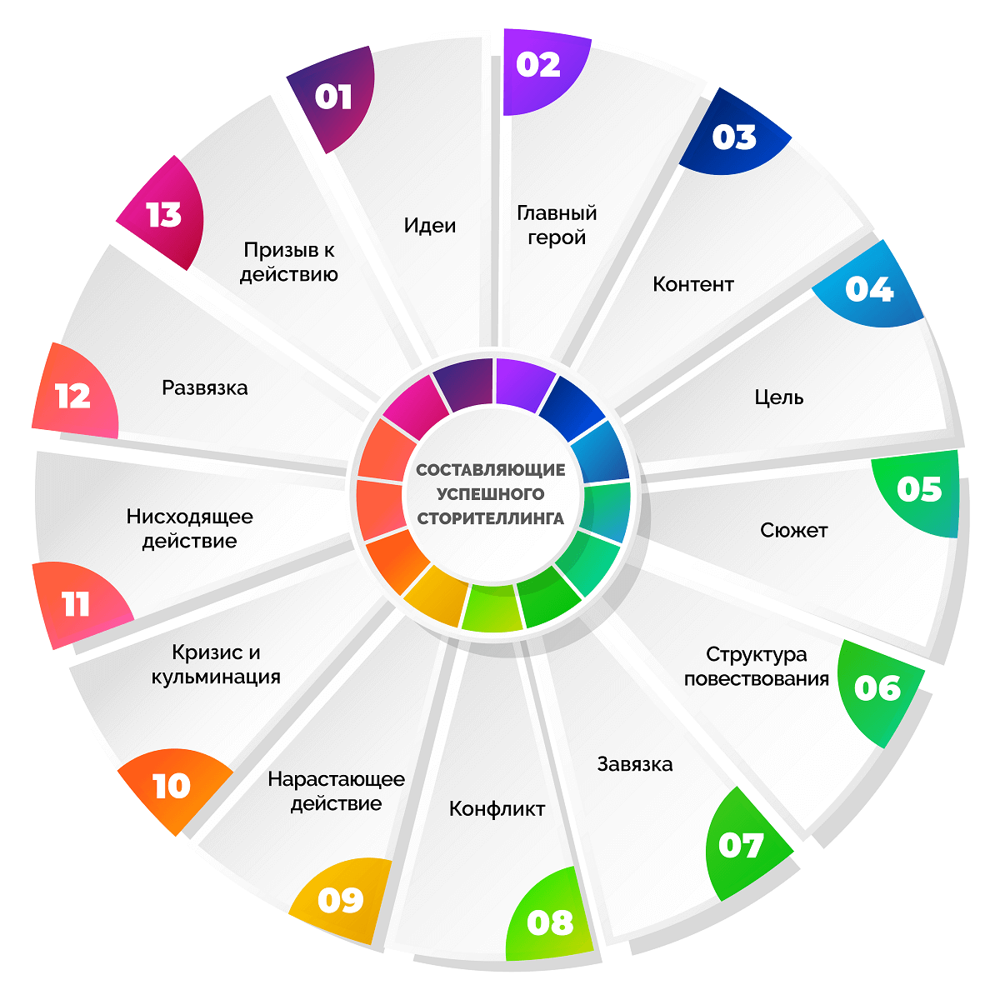 СОСТАВЛЯЮЩИЕ
УСПЕШНОГО
СТОРИТЕЛЛИНГА
01
Идеи
02
Главный
герой
03
Контент
04
Цель
05
Сюжет
06
Структура
повествования
07
Завязка
08
Конфликт
09
Нарастающее
действие
10
Кризис и
кульминация
11
Нисходящее
действие
12
Развязка
13
Призыв к
действию